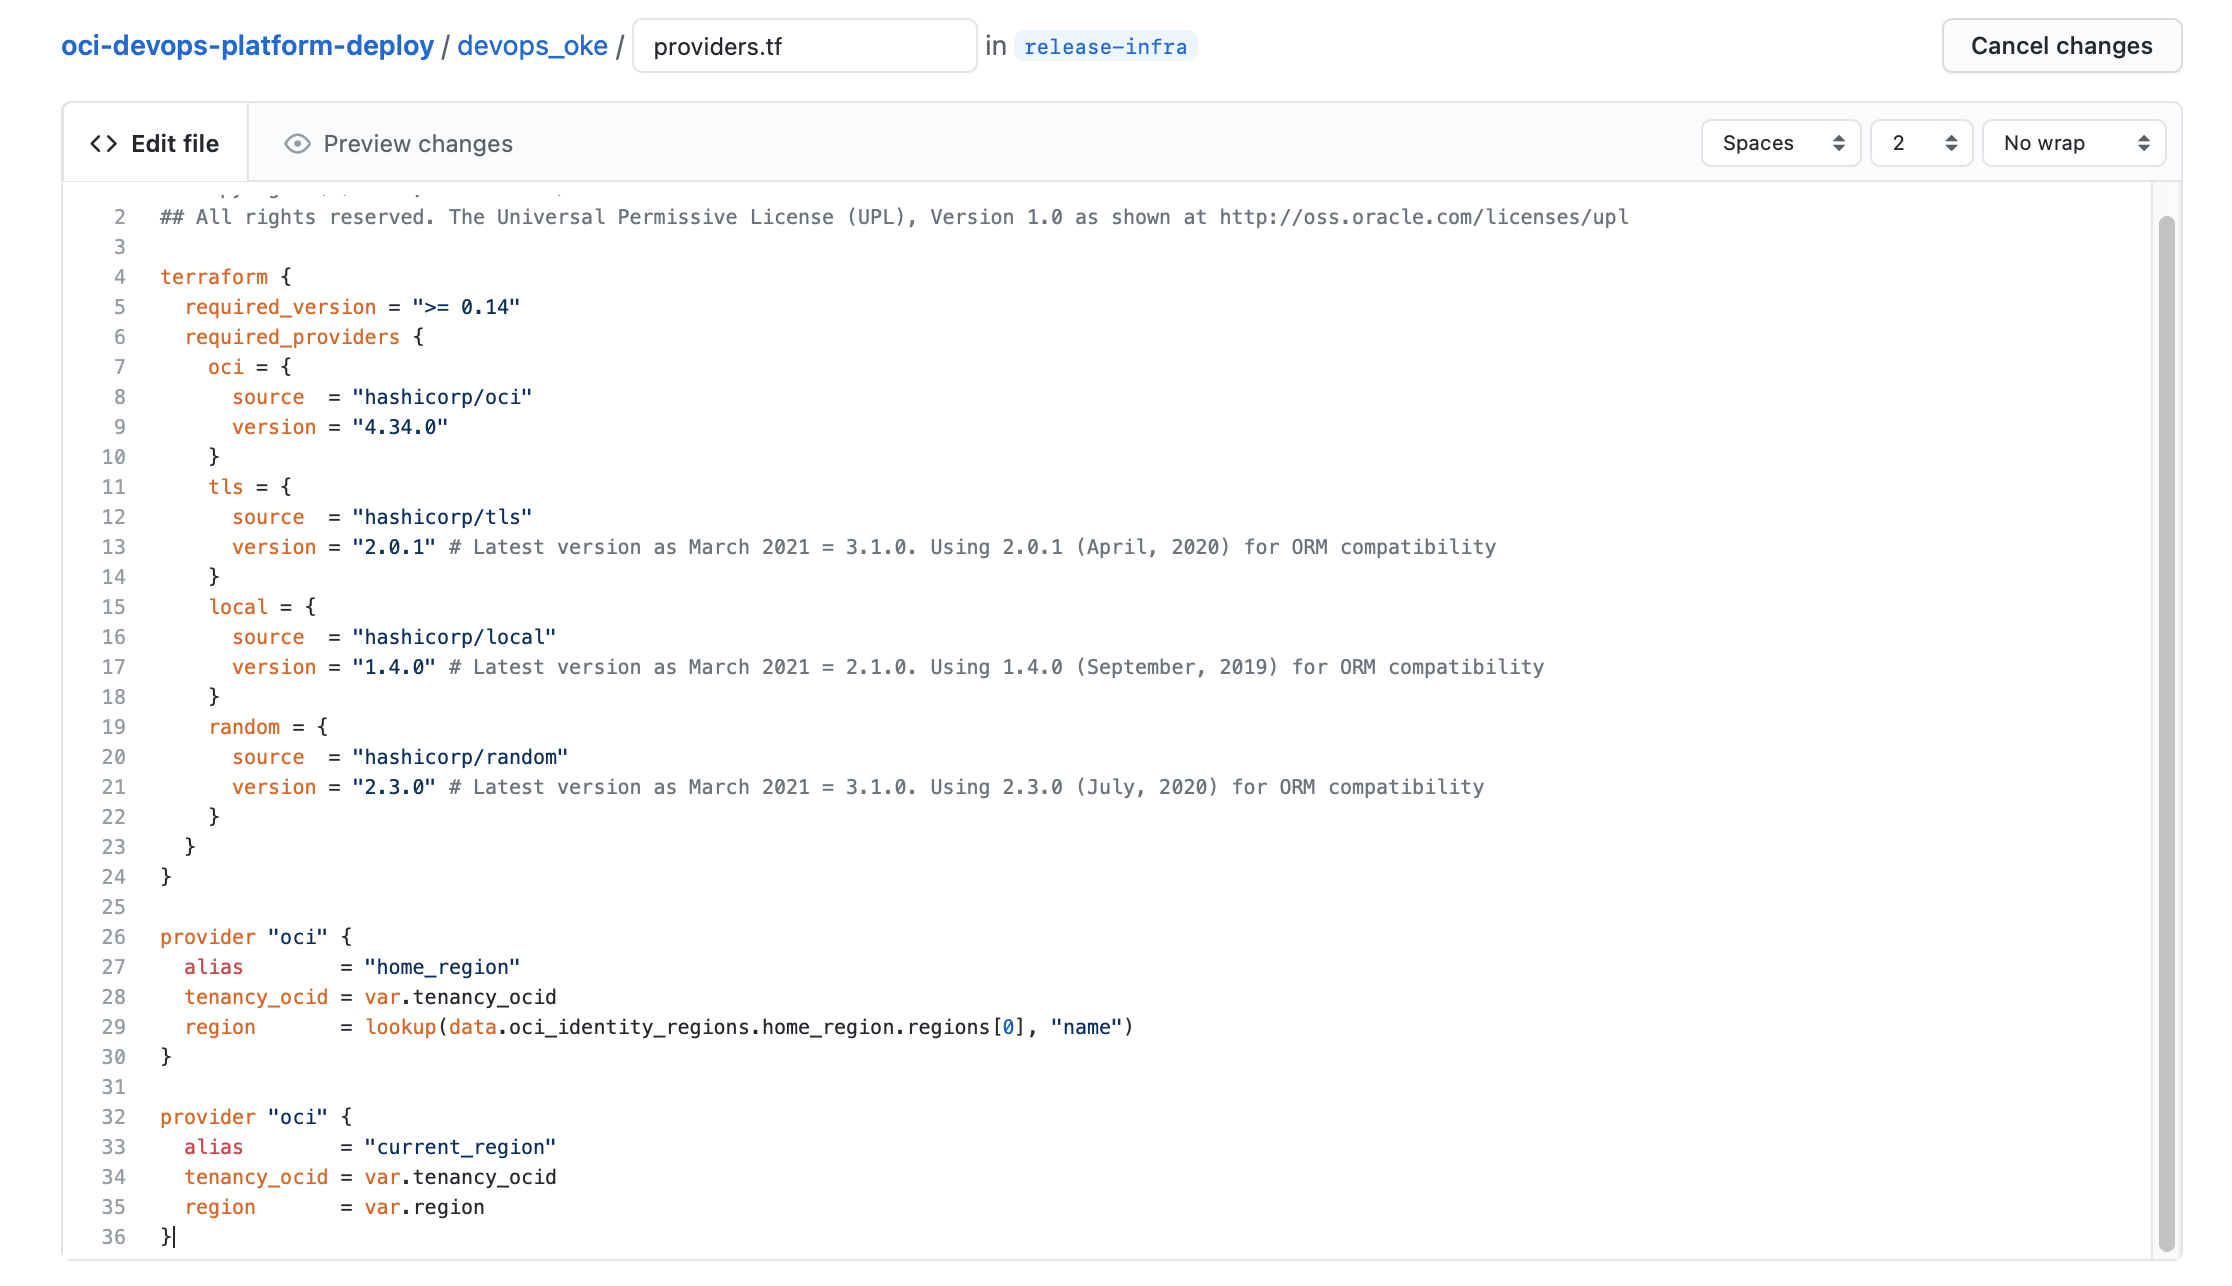 oci-devops-platform-deploy / devops_oke / providers.tf in release-infra Cancel changes
<> Edit file Preview changes Spaces 2 No wrap
2 ## All rights reserved. The Universal Permissive License (UPL), Version 1.0 as shown at http://oss.oracle.com/licenses/upl
3
4 terraform {
5   required_version = ">= 0.14"
6   required_providers {
7     oci = {
8       source  = "hashicorp/oci"
9       version = "4.34.0"
10     }
11     tls = {
12       source  = "hashicorp/tls"
13       version = "2.0.1" # Latest version as March 2021 = 3.1.0. Using 2.0.1 (April, 2020) for ORM compatibility
14     }
15     local = {
16       source  = "hashicorp/local"
17       version = "1.4.0" # Latest version as March 2021 = 2.1.0. Using 1.4.0 (September, 2019) for ORM compatibility
18     }
19     random = {
20       source  = "hashicorp/random"
21       version = "2.3.0" # Latest version as March 2021 = 3.1.0. Using 2.3.0 (July, 2020) for ORM compatibility
22     }
23   }
24 }
25
26 provider "oci" {
27   alias        = "home_region"
28   tenancy_ocid = var.tenancy_ocid
29   region       = lookup(data.oci_identity_regions.home_region.regions[0], "name")
30 }
31
32 provider "oci" {
33   alias        = "current_region"
34   tenancy_ocid = var.tenancy_ocid
35   region       = var.region
36 }